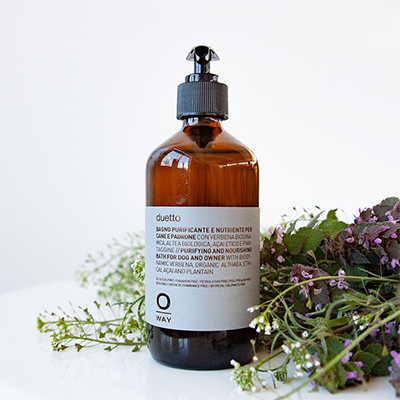 duetto
BAGNO PURIFICANTE E NUTRIENTE PER
CANE E PADRONE CON VERBENA BIODINA
MICA, ALTEA BIOLOGICA, ACAI ETICO E PIAN
TAGGINE // PURIFYING AND NOURISHING
BATH FOR DOG AND OWNER WITH BIODY-
NAMIC VERBENA, ORGANIC ALTHAEA, ETHI
CAL ACAI AND PLANTAIN
O
WAY